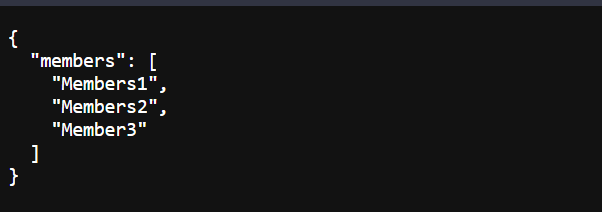 {
  "members": [
    "Members1",
    "Members2",
    "Member3"
  ]
}